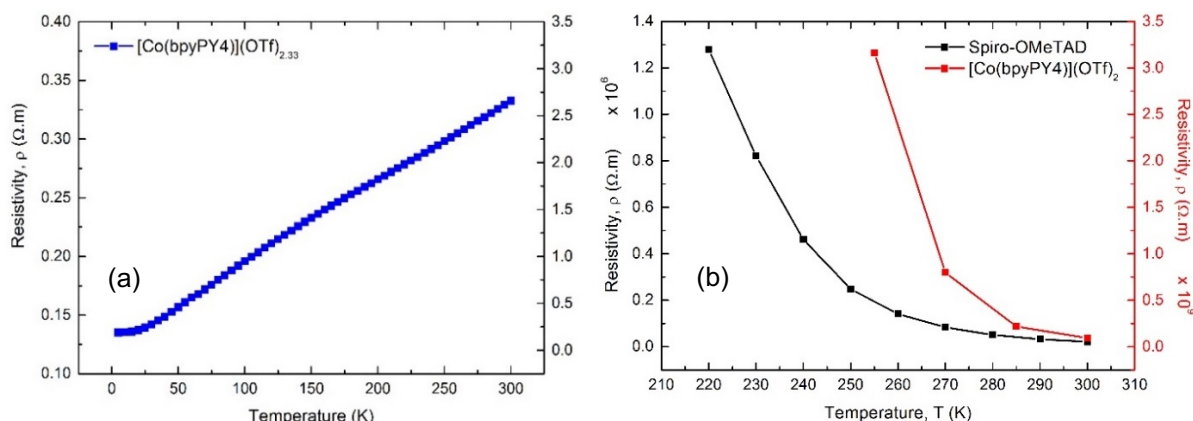 [Co(bpyPY4)](OTf)2.33
Resistivity, ρ (Ω.m)
0.40
0.35
0.30
0.25
0.20
0.15
0.10
3.5
3.0
2.5
2.0
1.5
1.0
0.5
0.0
(a)
0 50 100 150 200 250 300
Temperature (K)
Spiro-OMeTAD
[Co(bpyPY4)](OTf)2
Resistivity, ρ (Ω.m) x 10^6
1.4
1.2
1.0
0.8
0.6
0.4
0.2
0.0
(b)
3.5
3.0
2.5
2.0
1.5
1.0
0.5
0.0
Resistivity, ρ (Ω.m) x 10^9
210 220 230 240 250 260 270 280 290 300 310
Temperature, T (K)